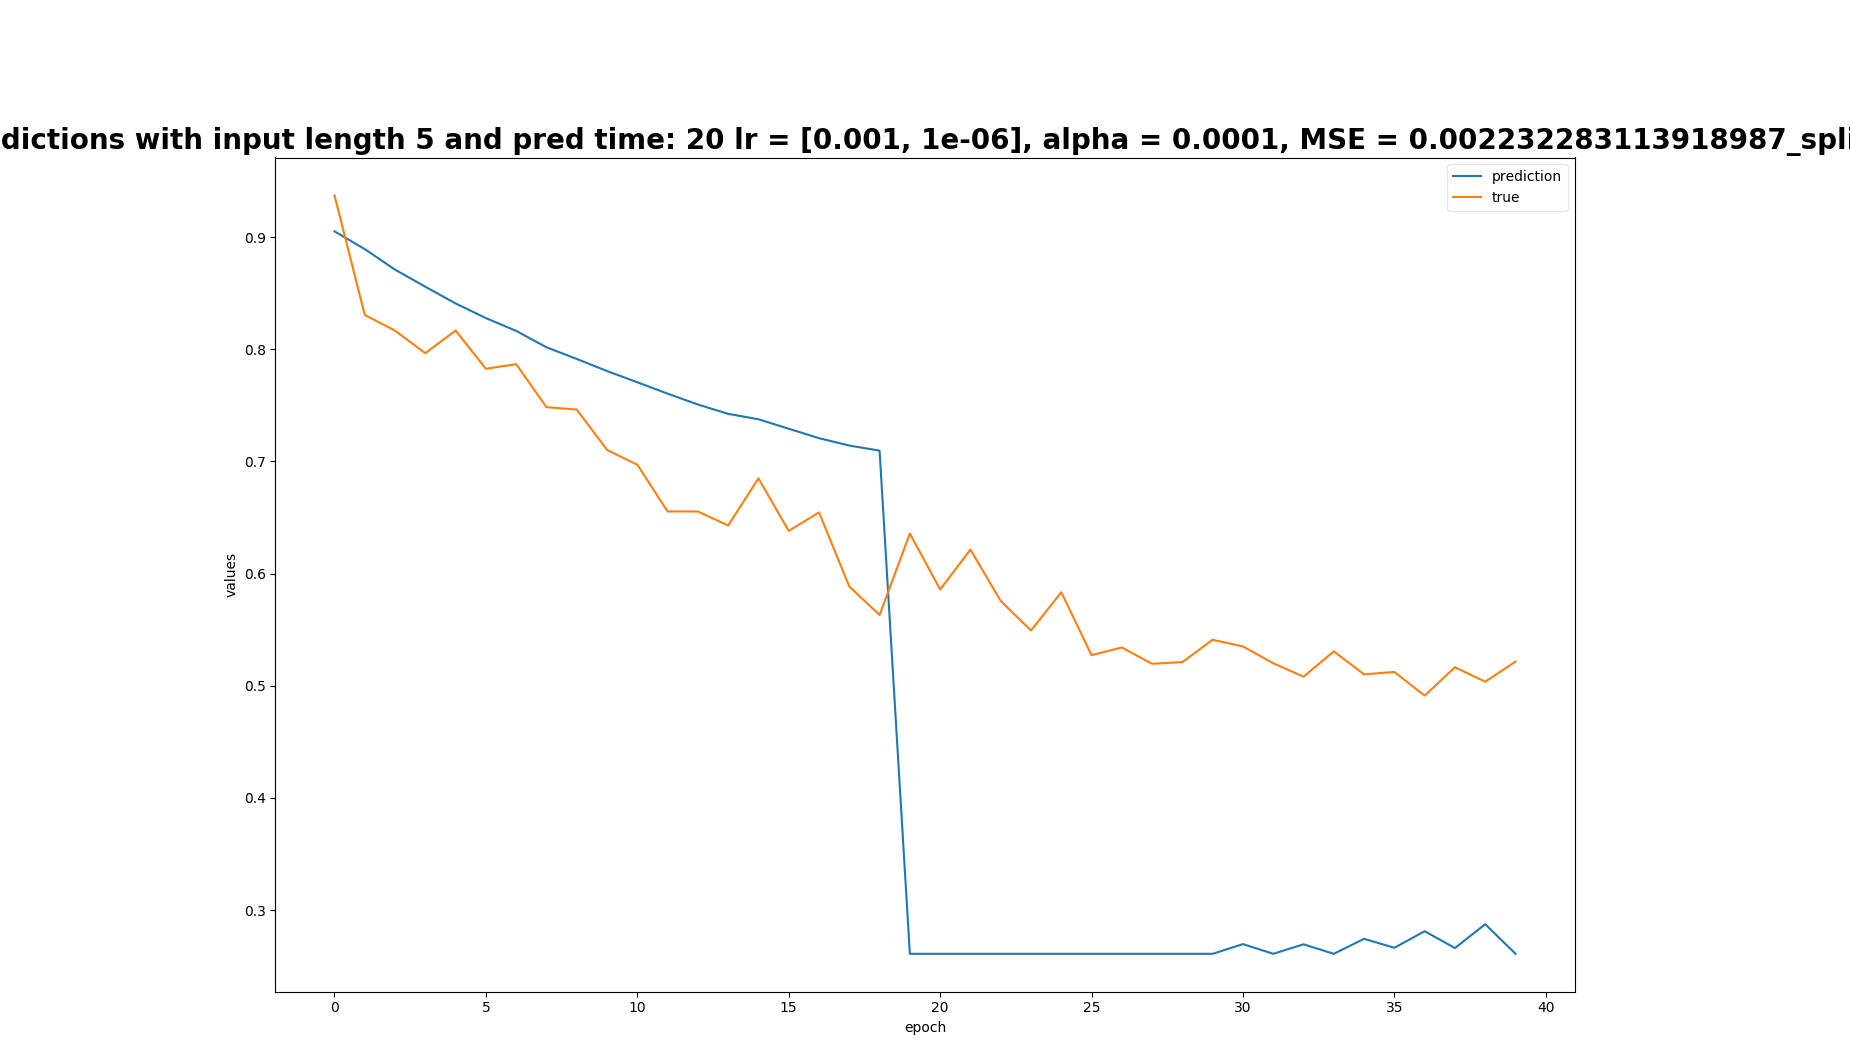 dictions with input length 5 and pred time: 20 lr = [0.001, 1e-06], alpha = 0.0001, MSE = 0.002232283113918987_spli
prediction
true
0.9
0.8
0.7
0.6
0.5
0.4
0.3
values
0 5 10 15 20 25 30 35 40
epoch